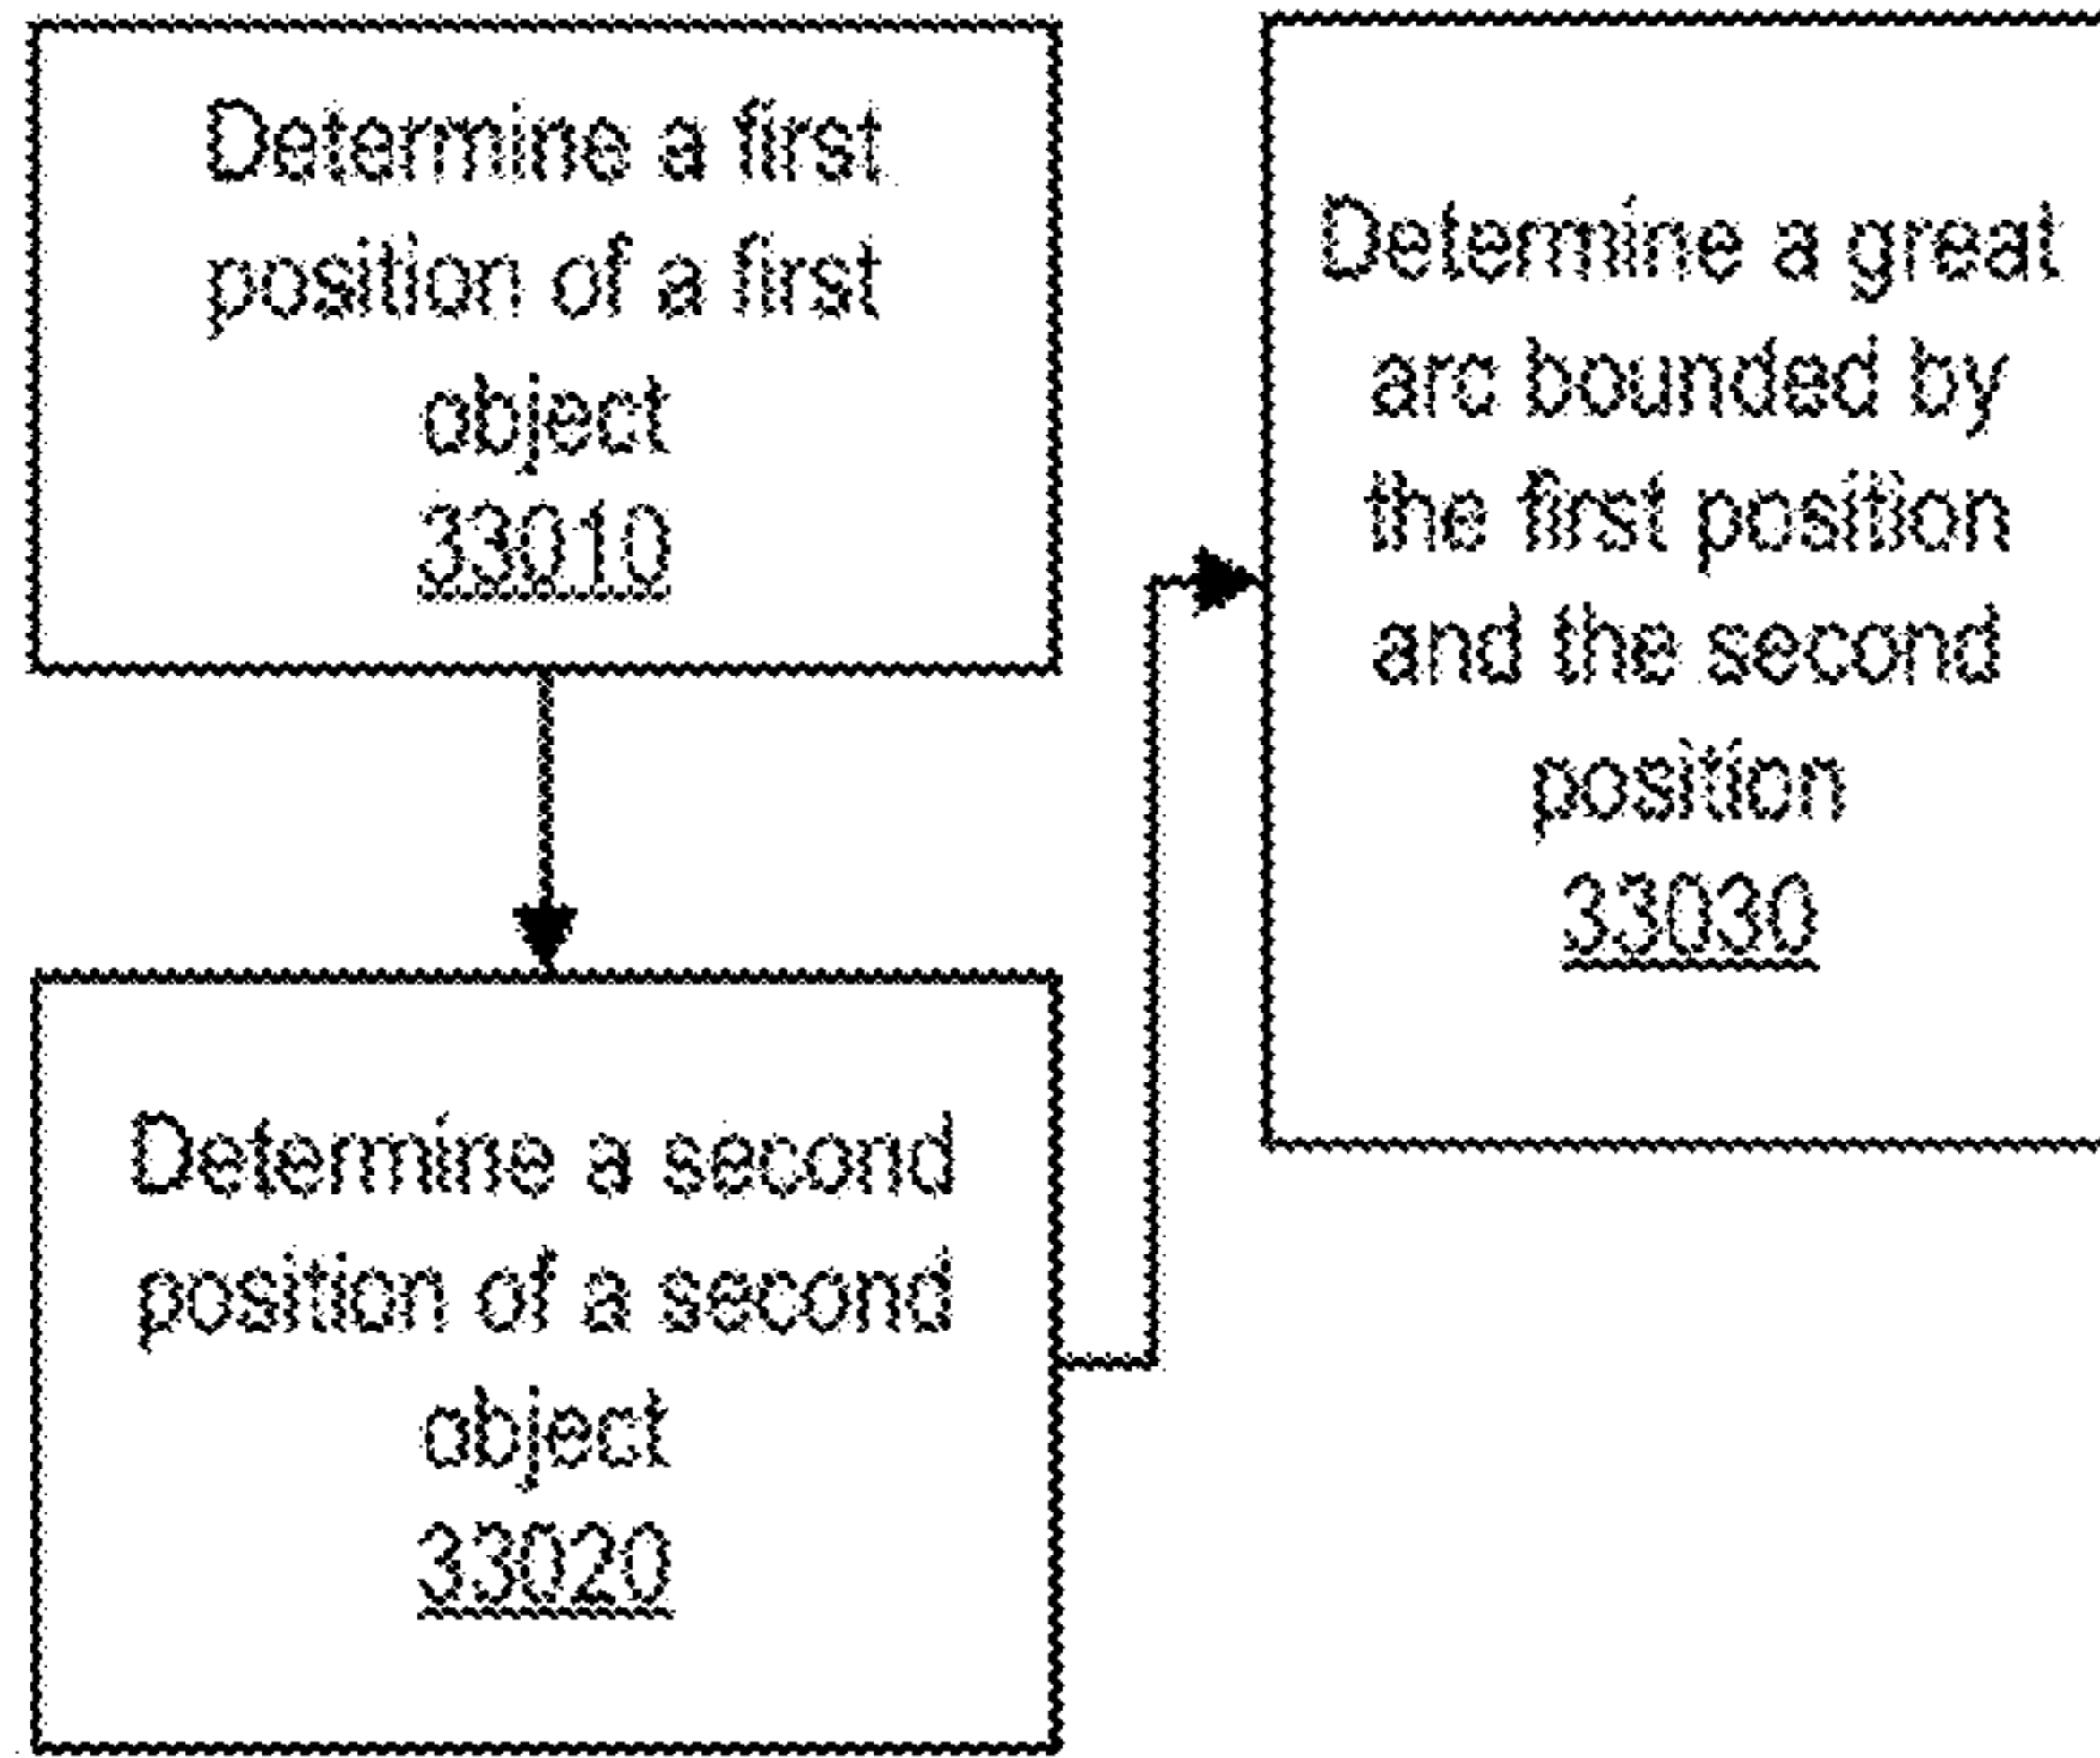 Determine a first
position of a first
object
33010
Determine a second
position of a second
object
33020
Determine a great
arc bounded by
the first position
and the second
position
33030